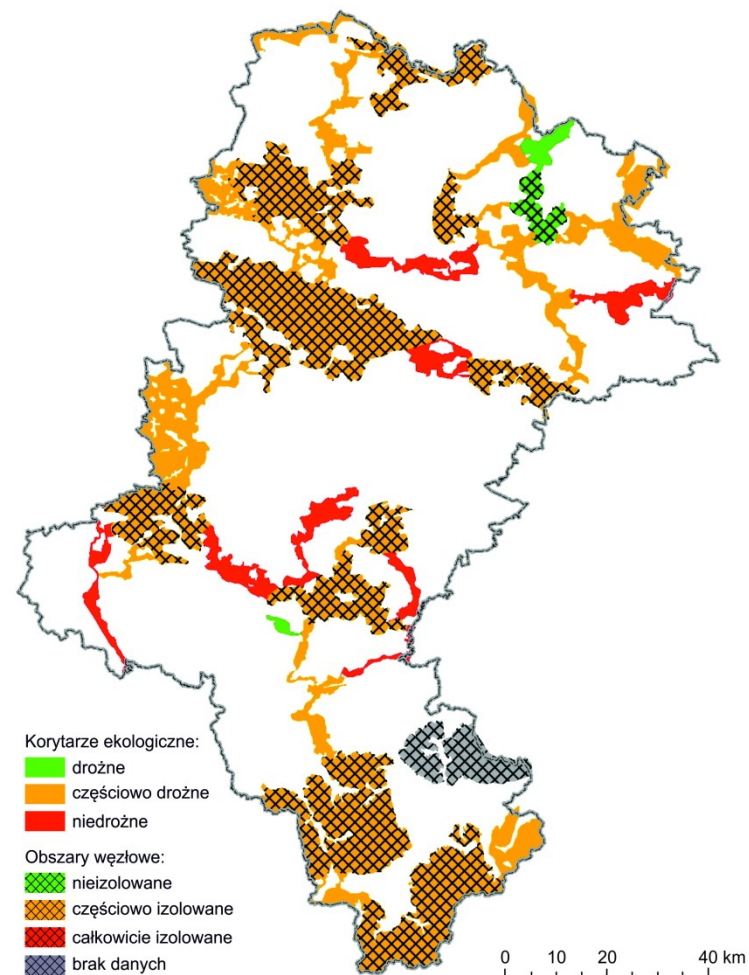 Korytarze ekologiczne:
drożne
częściowo drożne
niedrożne
Obszary węzłowe:
nieizolowane
częściowo izolowane
całkowicie izolowane
brak danych
0 10 20 40 km